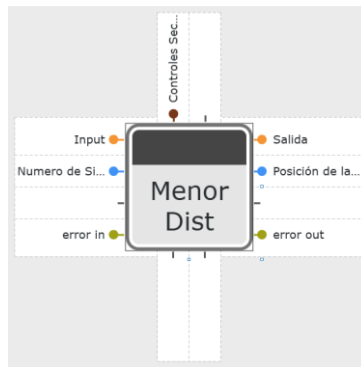 Controles Sec...
Input
Salida
Numero de Si...
Posición de la...
Menor
Dist
error in
error out